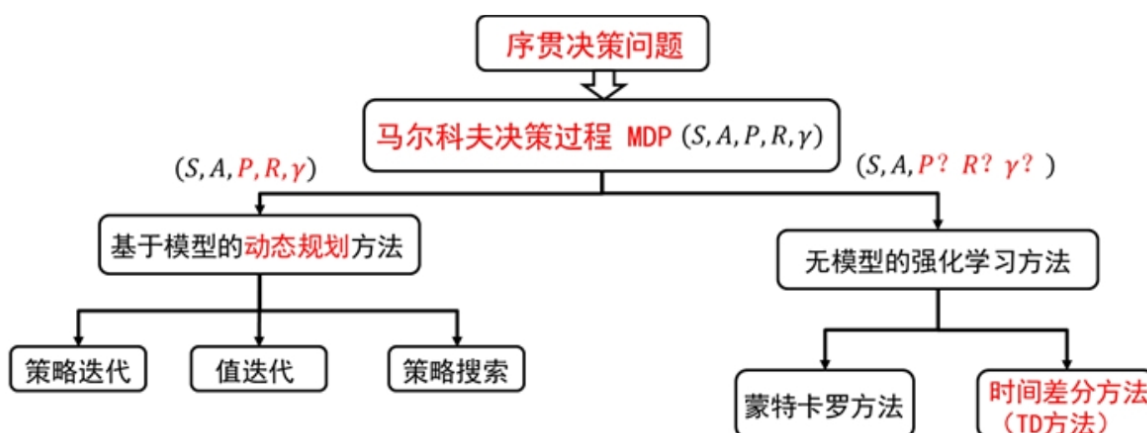 序贯决策问题
马尔科夫决策过程 MDP (S, A, P, R, γ)
(S, A, P, R, γ)
(S, A, P? R? γ?)
基于模型的动态规划方法
无模型的强化学习方法
策略迭代
值迭代
策略搜索
蒙特卡罗方法
时间差分方法
（TD方法）